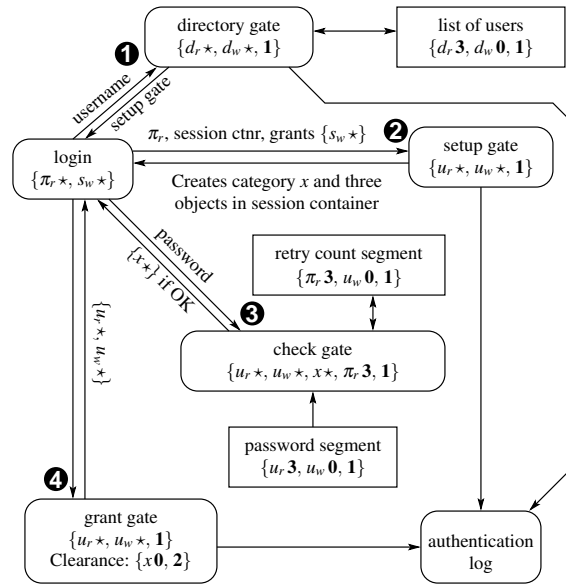 directory gate
{d_r ⋆, d_w ⋆, 1}
list of users
{d_r 3, d_w 0, 1}
1
username
setup gate
login
{π_r ⋆, s_w ⋆}
π_r, session ctnr, grants {s_w ⋆}
2
setup gate
{u_r ⋆, u_w ⋆, 1}
Creates category x and three
objects in session container
password
{x⋆} if OK
retry count segment
{π_r 3, u_w 0, 1}
3
check gate
{u_r ⋆, u_w ⋆, x⋆, π_r 3, 1}
{u_r ⋆, u_w ⋆}
password segment
{u_r 3, u_w 0, 1}
4
grant gate
{u_r ⋆, u_w ⋆, 1}
Clearance: {x 0, 2}
authentication
log